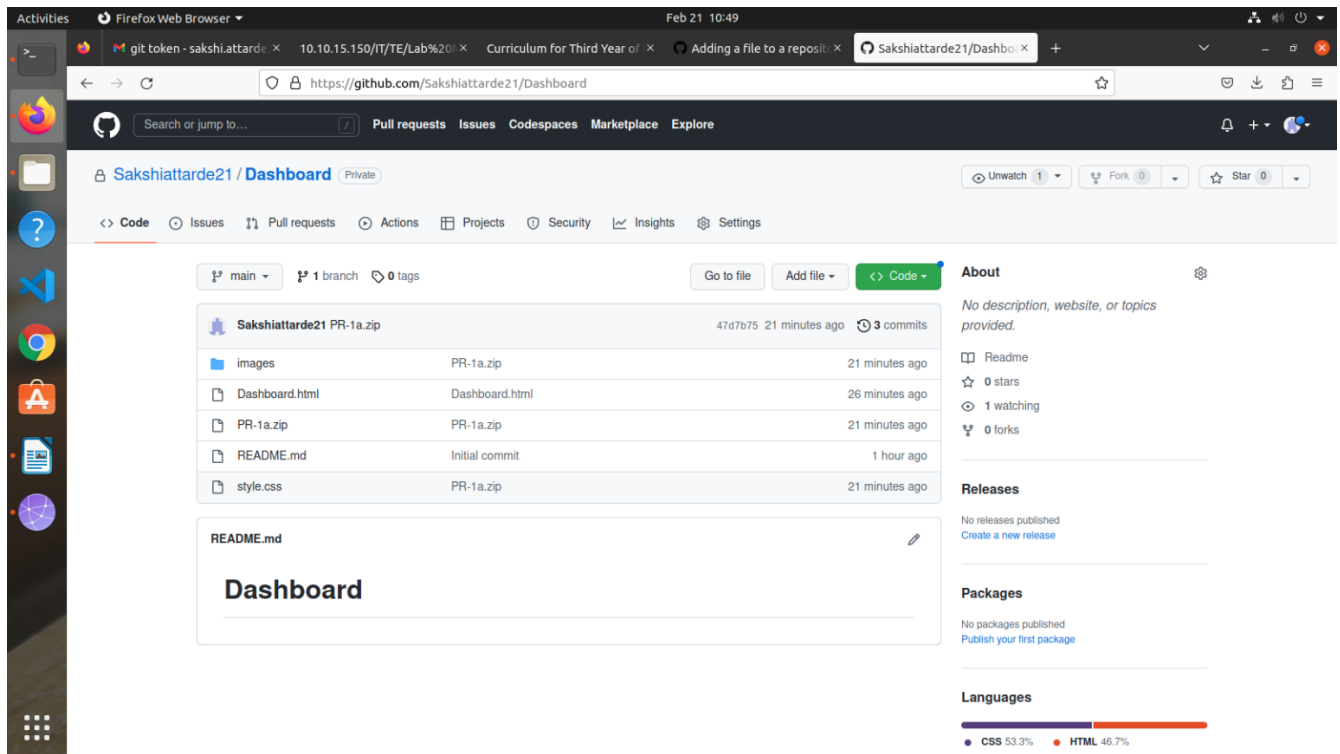 Activities Firefox Web Browser Feb 21 10:49
git token - sakshi.attarde × 10.10.15.150/IT/TE/Lab%20 × Curriculum for Third Year of × Adding a file to a reposito × Sakshiattarde21/Dashboa × +
https://github.com/Sakshiattarde21/Dashboard
Search or jump to... / Pull requests Issues Codespaces Marketplace Explore
Sakshiattarde21 / Dashboard Private Unwatch 1 Fork 0 Star 0
<> Code Issues Pull requests Actions Projects Security Insights Settings
main 1 branch 0 tags Go to file Add file <> Code
Sakshiattarde21 PR-1a.zip 47d7b75 21 minutes ago 3 commits
images PR-1a.zip 21 minutes ago
Dashboard.html Dashboard.html 26 minutes ago
PR-1a.zip PR-1a.zip 21 minutes ago
README.md Initial commit 1 hour ago
style.css PR-1a.zip 21 minutes ago
README.md
Dashboard
About
No description, website, or topics
provided.
Readme
0 stars
1 watching
0 forks
Releases
No releases published
Create a new release
Packages
No packages published
Publish your first package
Languages
CSS 53.3% HTML 46.7%